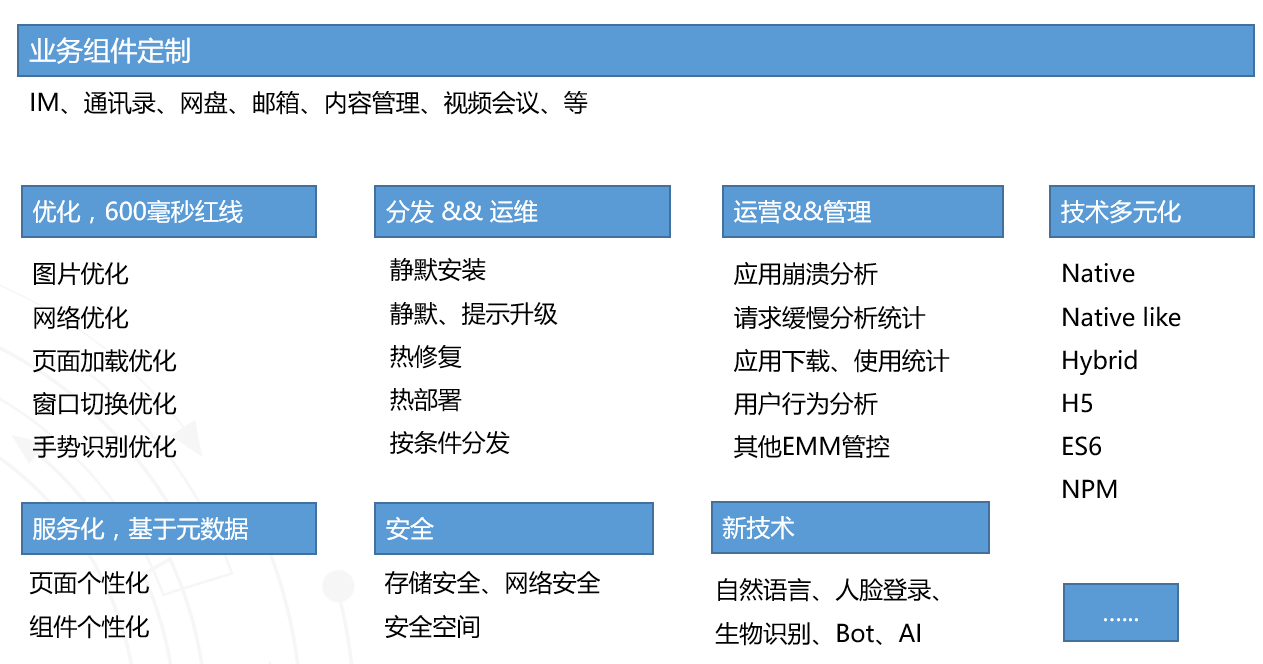 业务组件定制
IM、通讯录、网盘、邮箱、内容管理、视频会议、等
优化，600毫秒红线
图片优化
网络优化
页面加载优化
窗口切换优化
手势识别优化
分发 && 运维
静默安装
静默、提示升级
热修复
热部署
按条件分发
运营&&管理
应用崩溃分析
请求缓慢分析统计
应用下载、使用统计
用户行为分析
其他EMM管控
技术多元化
Native
Native like
Hybrid
H5
ES6
NPM
服务化，基于元数据
页面个性化
组件个性化
安全
存储安全、网络安全
安全空间
新技术
自然语言、人脸登录、
生物识别、Bot、AI
......